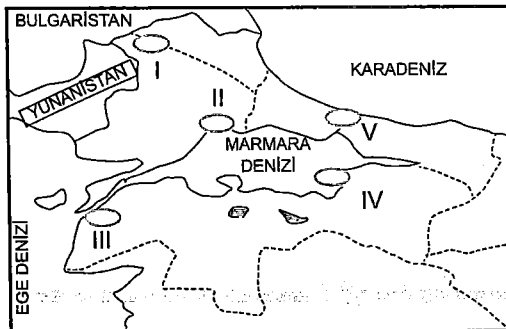 BULGARİSTAN
YUNANİSTAN
I
KARADENİZ
II
V
MARMARA
DENİZİ
IV
III
EGE DENİZİ